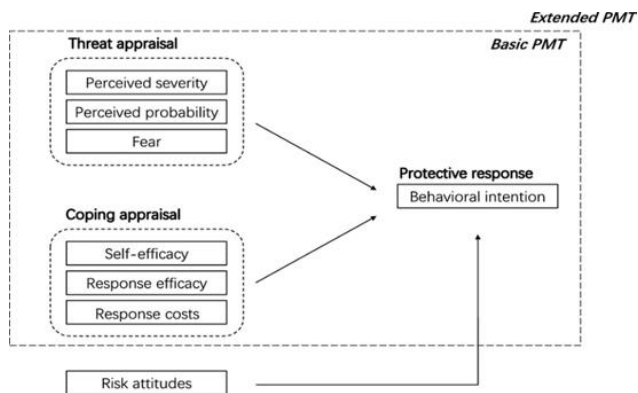 Extended PMT
Basic PMT
Threat appraisal
Perceived severity
Perceived probability
Fear
Protective response
Behavioral intention
Coping appraisal
Self-efficacy
Response efficacy
Response costs
Risk attitudes